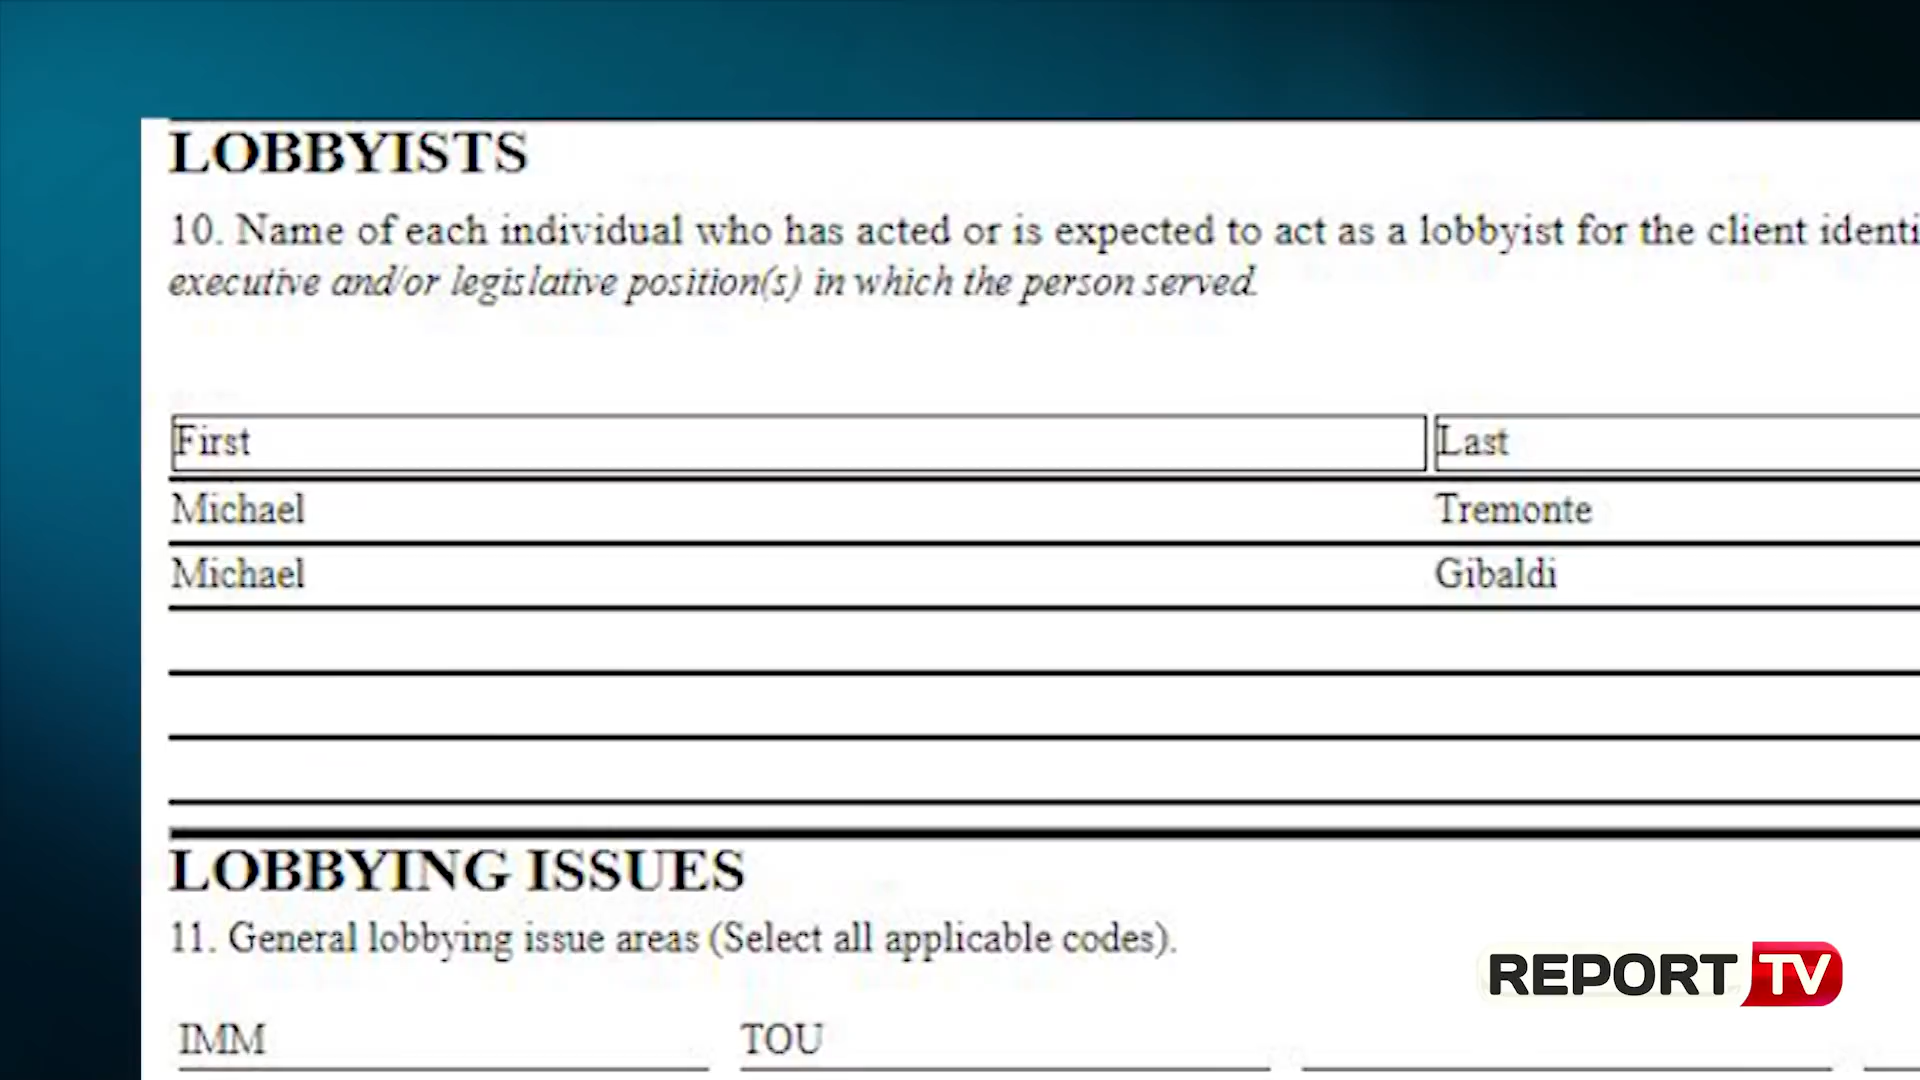 LOBBYISTS
10. Name of each individual who has acted or is expected to act as a lobbyist for the client identi
executive and/or legislative position(s) in which the person served.
First Last
Michael Tremonte
Michael Gibaldi
LOBBYING ISSUES
11. General lobbying issue areas (Select all applicable codes).
REPORT TV
IMM TOU